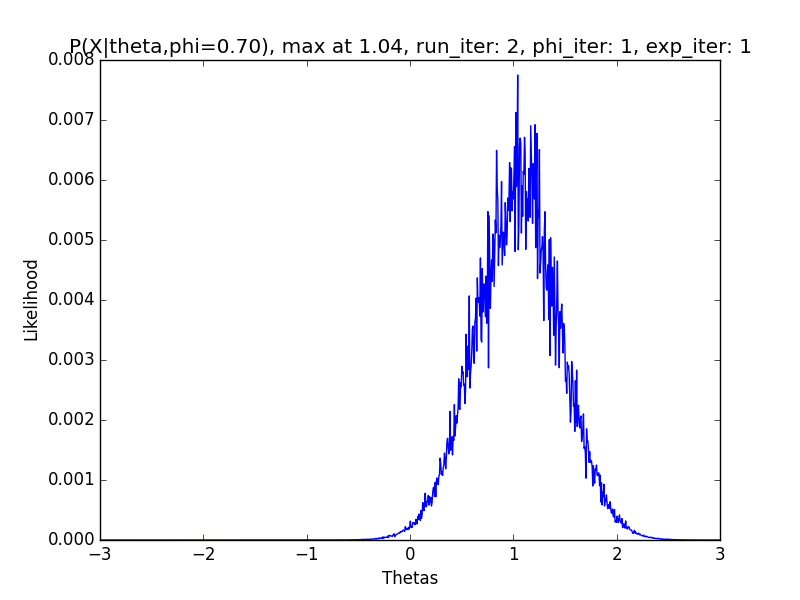 P(X|theta,phi=0.70), max at 1.04, run_iter: 2, phi_iter: 1, exp_iter: 1
0.008
0.007
0.006
0.005
0.004
0.003
0.002
0.001
0.000
Likelihood
−3 −2 −1 0 1 2 3
Thetas